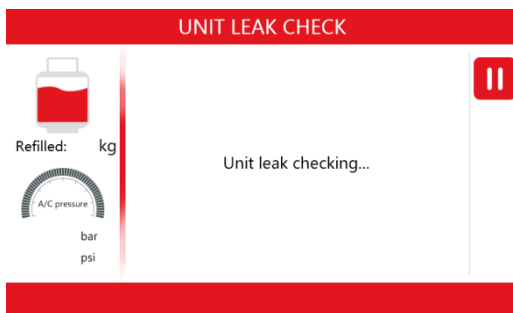 UNIT LEAK CHECK
Refilled: kg
A/C pressure
bar
psi
Unit leak checking...